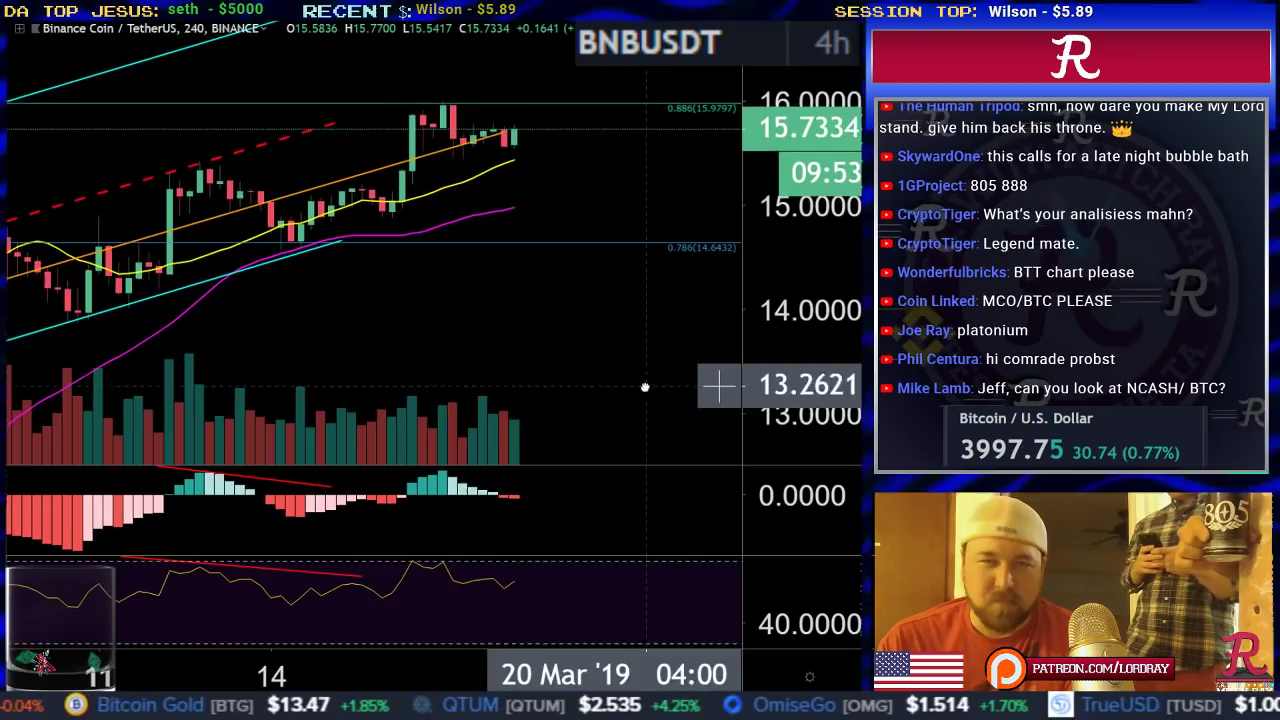 DA TOP JESUS: seth - $5000
RECENT $: Wilson - $5.89
SESSION TOP: Wilson - $5.89
Binance Coin / TetherUS, 240, BINANCE
O15.5836 H15.7700 L15.5417 C15.7334 +0.1641 (+
BNBUSDT 4h
0.886(15.9797)
16.0000
15.7334
09:53
15.0000
0.786(14.6432)
14.0000
13.2621
13.0000
0.0000
40.0000
11
14
20 Mar '19 04:00
R
The Human Tripod: smh, how dare you make My Lord
stand. give him back his throne. 👑
SkywardOne: this calls for a late night bubble bath
1GProject: 805 888
CryptoTiger: What's your analisiess mahn?
CryptoTiger: Legend mate.
Wonderfulbricks: BTT chart please
Coin Linked: MCO/BTC PLEASE
Joe Ray: platonium
Phil Centura: hi comrade probst
Mike Lamb: Jeff, can you look at NCASH/ BTC?
Bitcoin / U.S. Dollar
3997.75 30.74 (0.77%)
805
PATREON.COM/LORDRAY
R
-0.04% Bitcoin Gold [BTG] $13.47 +1.85% QTUM [QTUM] $2.535 +4.25% OmiseGo [OMG] $1.514 +1.70% TrueUSD [TUSD] $1.00